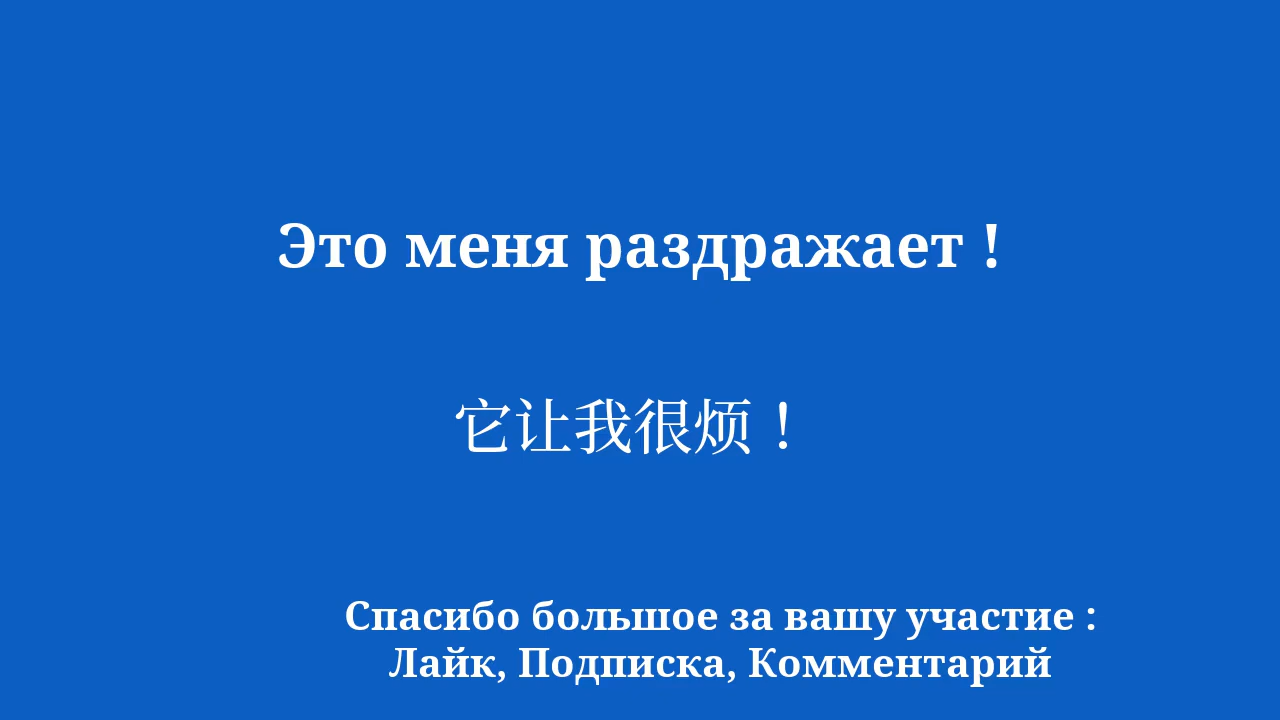 Это меня раздражает !
它让我很烦！
Спасибо большое за вашу участие :
Лайк, Подписка, Комментарий